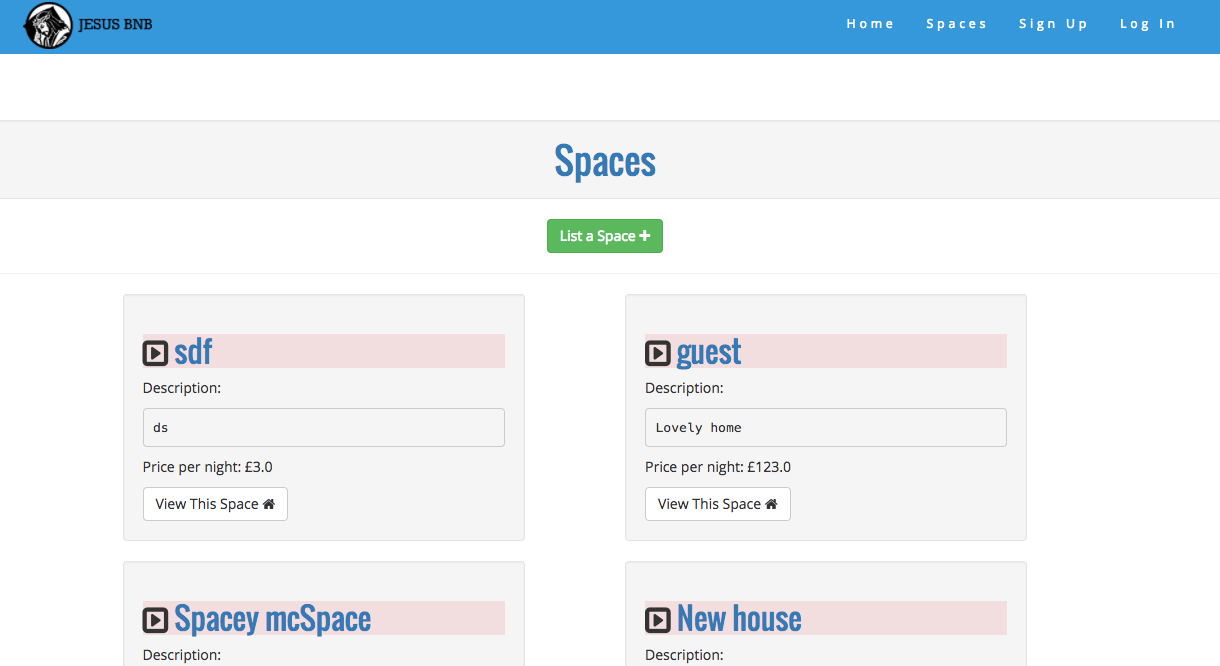 JESUS BNB
Home Spaces Sign Up Log In
Spaces
List a Space
sdf
Description:
ds
Price per night: £3.0
View This Space
guest
Description:
Lovely home
Price per night: £123.0
View This Space
Spacey mcSpace
Description:
New house
Description: